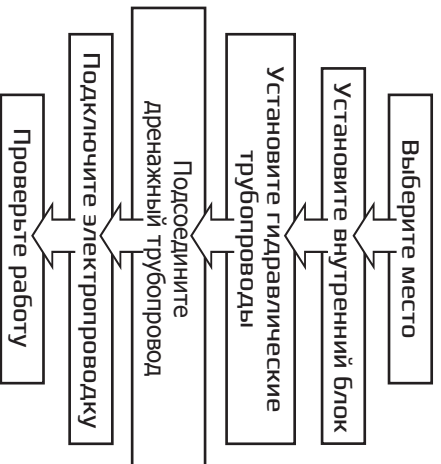 Выберите место
Установите внутренний блок
Установите гидравлические
трубопроводы
Подсоедините
дренажный трубопровод
Подключите электропроводку
Проверьте работу